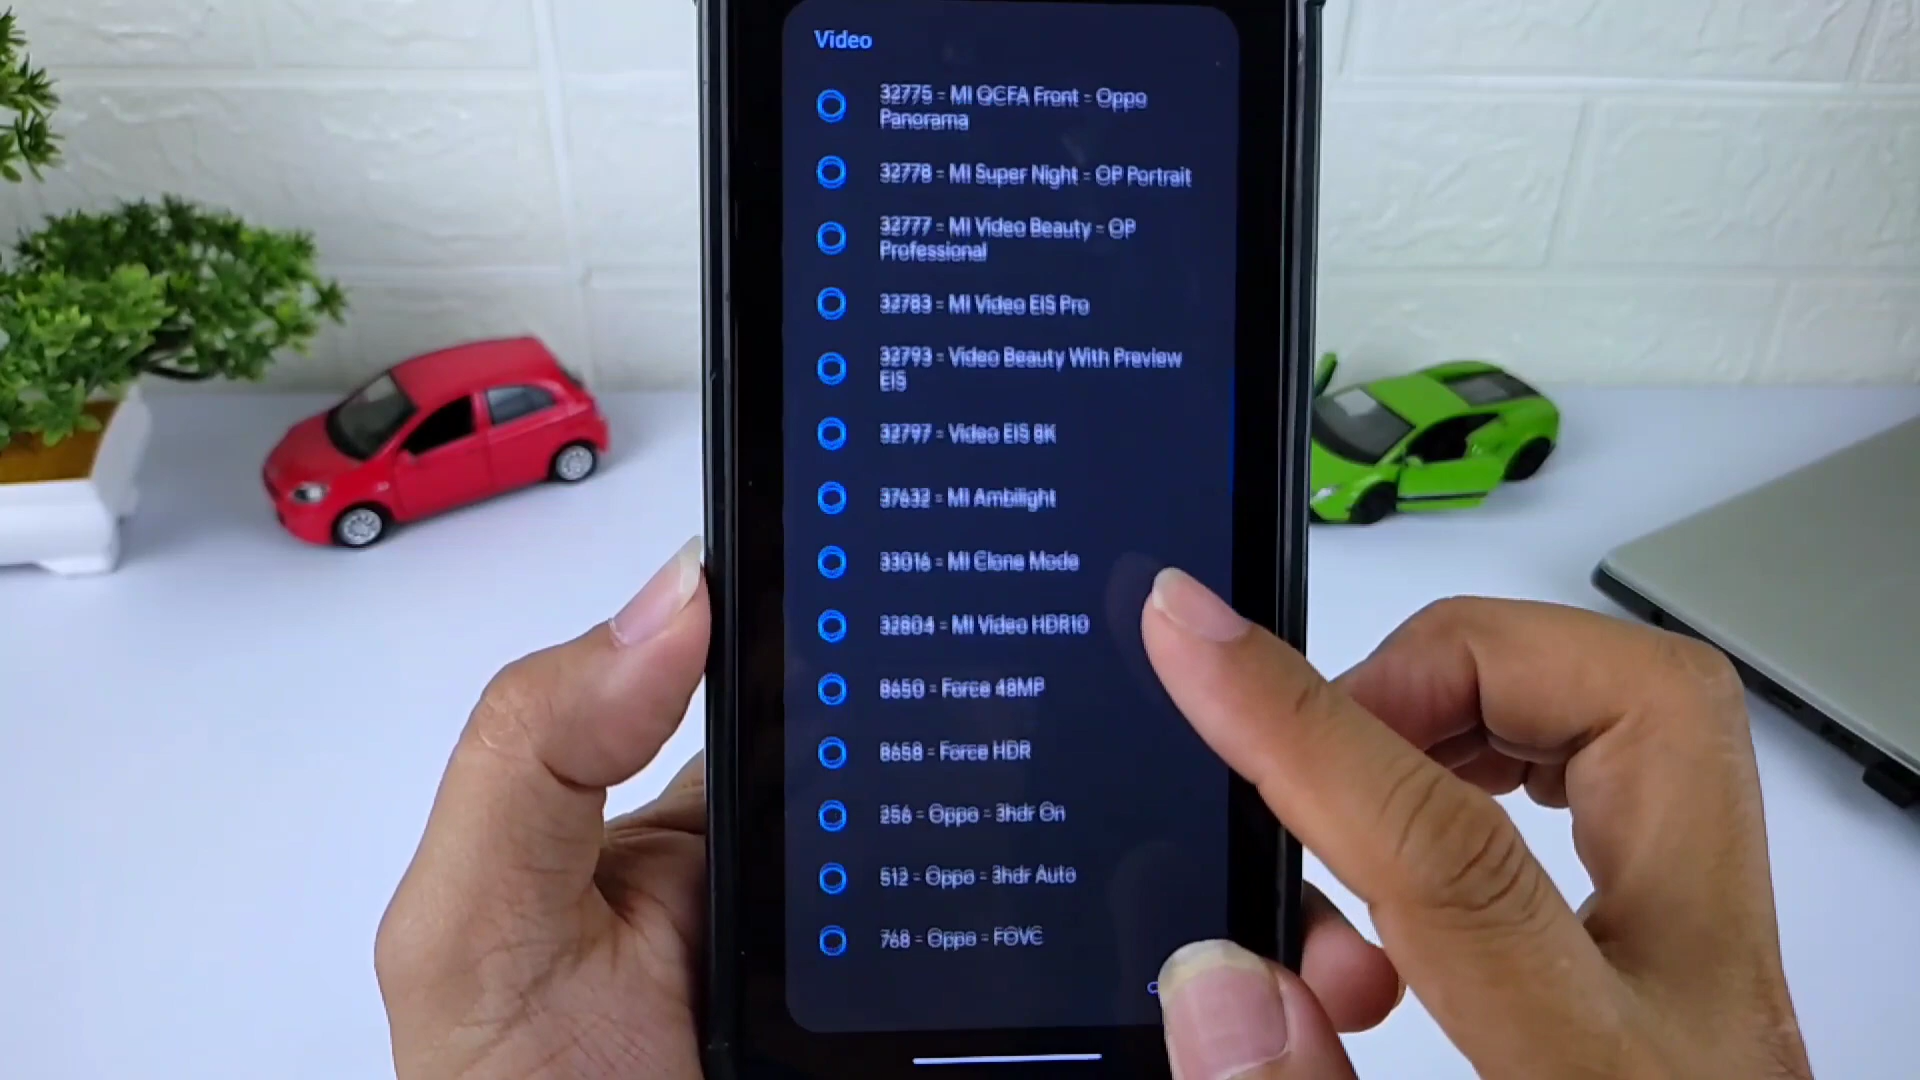 Video
32775 - MI QCFA Front - Oppo
Panorama
32778 - MI Super Night - OP Portrait
32777 - MI Video Beauty - OP
Professional
32783 - MI Video EIS Pro
32793 - Video Beauty With Preview
EIS
32797 - Video EIS 8K
37632 - MI Ambilight
33016 - MI Clone Mode
32804 - MI Video HDR10
8650 - Force 48MP
8658 - Force HDR
256 - Oppo - 3hdr On
512 - Oppo - 3hdr Auto
768 - Oppo - FOVC